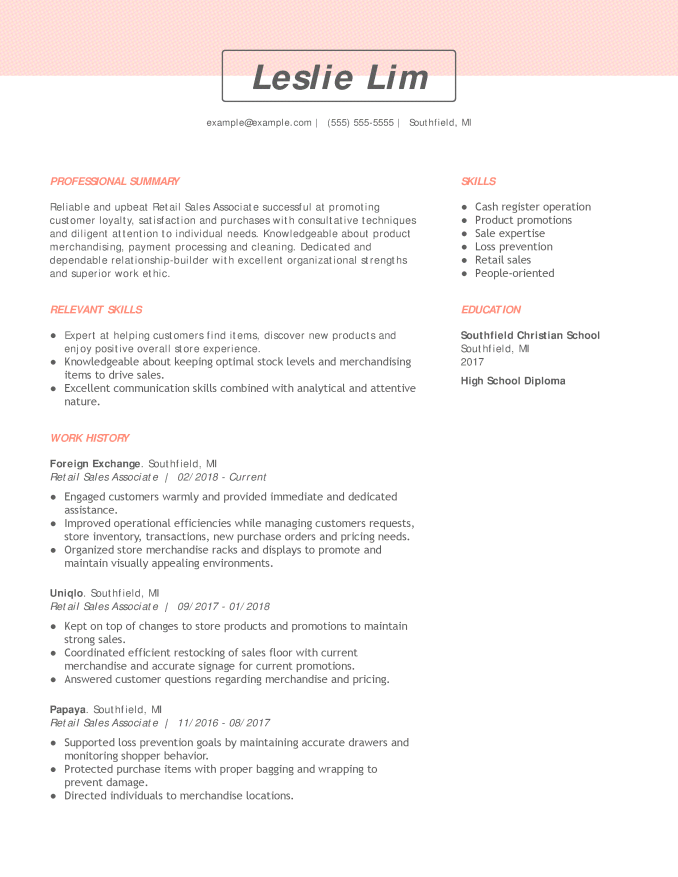 Leslie Lim
example@example.com | (555) 555-5555 | Southfield, MI
PROFESSIONAL SUMMARY
Reliable and upbeat Retail Sales Associate successful at promoting
customer loyalty, satisfaction and purchases with consultative techniques
and diligent attention to individual needs. Knowledgeable about product
merchandising, payment processing and cleaning. Dedicated and
dependable relationship-builder with excellent organizational strengths
and superior work ethic.
RELEVANT SKILLS
● Expert at helping customers find items, discover new products and
enjoy positive overall store experience.
● Knowledgeable about keeping optimal stock levels and merchandising
items to drive sales.
● Excellent communication skills combined with analytical and attentive
nature.
WORK HISTORY
Foreign Exchange. Southfield, MI
Retail Sales Associate | 02/2018 - Current
● Engaged customers warmly and provided immediate and dedicated
assistance.
● Improved operational efficiencies while managing customers requests,
store inventory, transactions, new purchase orders and pricing needs.
● Organized store merchandise racks and displays to promote and
maintain visually appealing environments.
Uniqlo. Southfield, MI
Retail Sales Associate | 09/2017 - 01/2018
● Kept on top of changes to store products and promotions to maintain
strong sales.
● Coordinated efficient restocking of sales floor with current
merchandise and accurate signage for current promotions.
● Answered customer questions regarding merchandise and pricing.
Papaya. Southfield, MI
Retail Sales Associate | 11/2016 - 08/2017
● Supported loss prevention goals by maintaining accurate drawers and
monitoring shopper behavior.
● Protected purchase items with proper bagging and wrapping to
prevent damage.
● Directed individuals to merchandise locations.
SKILLS
● Cash register operation
● Product promotions
● Sale expertise
● Loss prevention
● Retail sales
● People-oriented
EDUCATION
Southfield Christian School
Southfield, MI
2017
High School Diploma